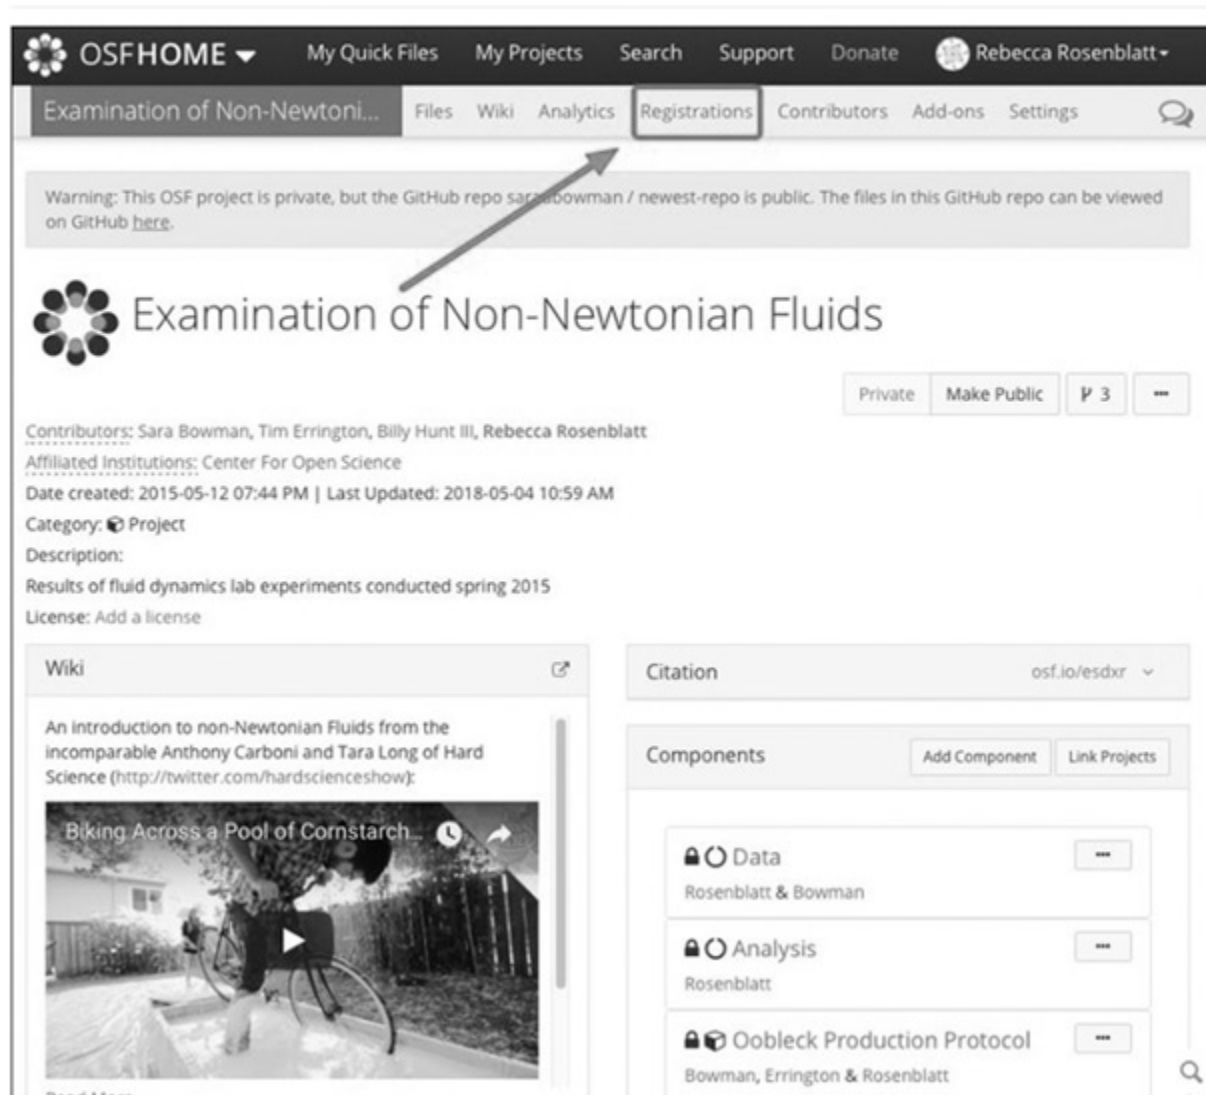 OSFHOME My Quick Files My Projects Search Support Donate Rebecca Rosenblatt
Examination of Non-Newtoni... Files Wiki Analytics Registrations Contributors Add-ons Settings
Warning: This OSF project is private, but the GitHub repo sara bowman / newest-repo is public. The files in this GitHub repo can be viewed
on GitHub here.
Examination of Non-Newtonian Fluids
Private Make Public 3 ...
Contributors: Sara Bowman, Tim Errington, Billy Hunt III, Rebecca Rosenblatt
Affiliated Institutions: Center For Open Science
Date created: 2015-05-12 07:44 PM | Last Updated: 2018-05-04 10:59 AM
Category: Project
Description:
Results of fluid dynamics lab experiments conducted spring 2015
License: Add a license
Wiki
An introduction to non-Newtonian Fluids from the
incomparable Anthony Carboni and Tara Long of Hard
Science (http://twitter.com/hardscienceshow):
Biking Across a Pool of Cornstarch...
Citation osf.io/esdxr
Components Add Component Link Projects
Data ...
Rosenblatt & Bowman
Analysis ...
Rosenblatt
Oobleck Production Protocol ...
Bowman, Errington & Rosenblatt